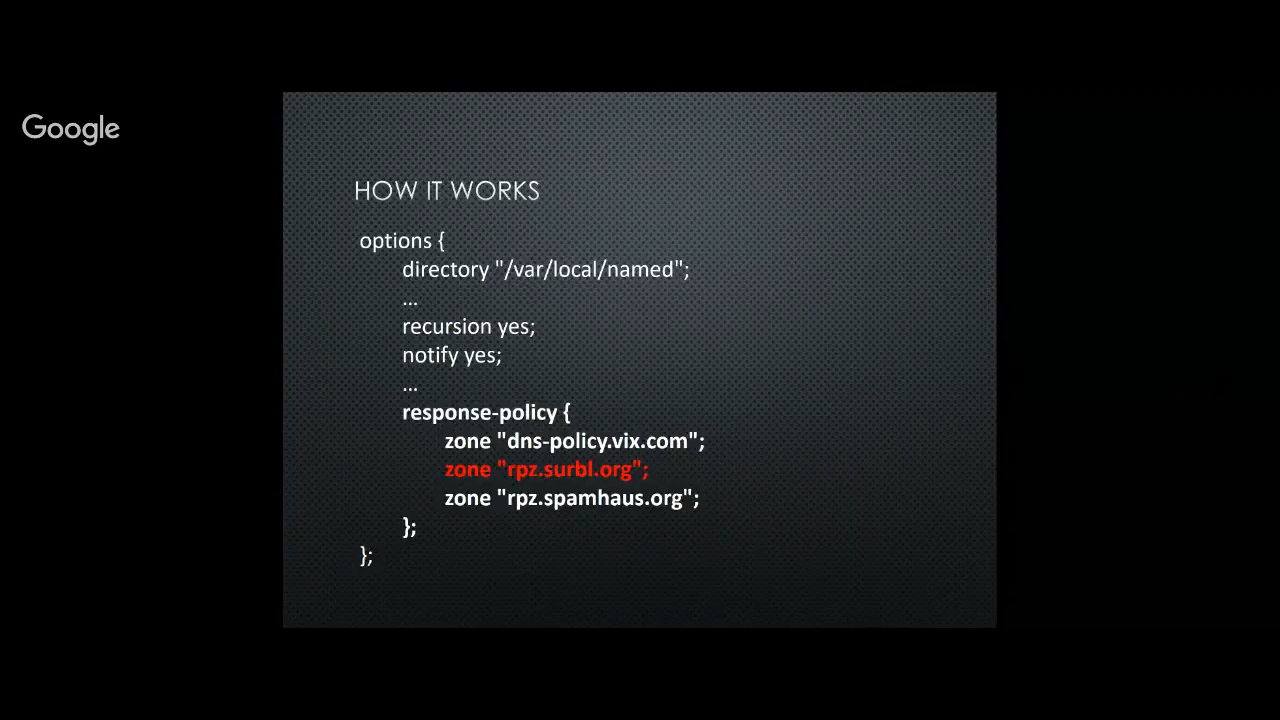 Google
HOW IT WORKS
options {
directory "/var/local/named";
...
recursion yes;
notify yes;
...
response-policy {
zone "dns-policy.vix.com";
zone "rpz.surbl.org";
zone "rpz.spamhaus.org";
};
};